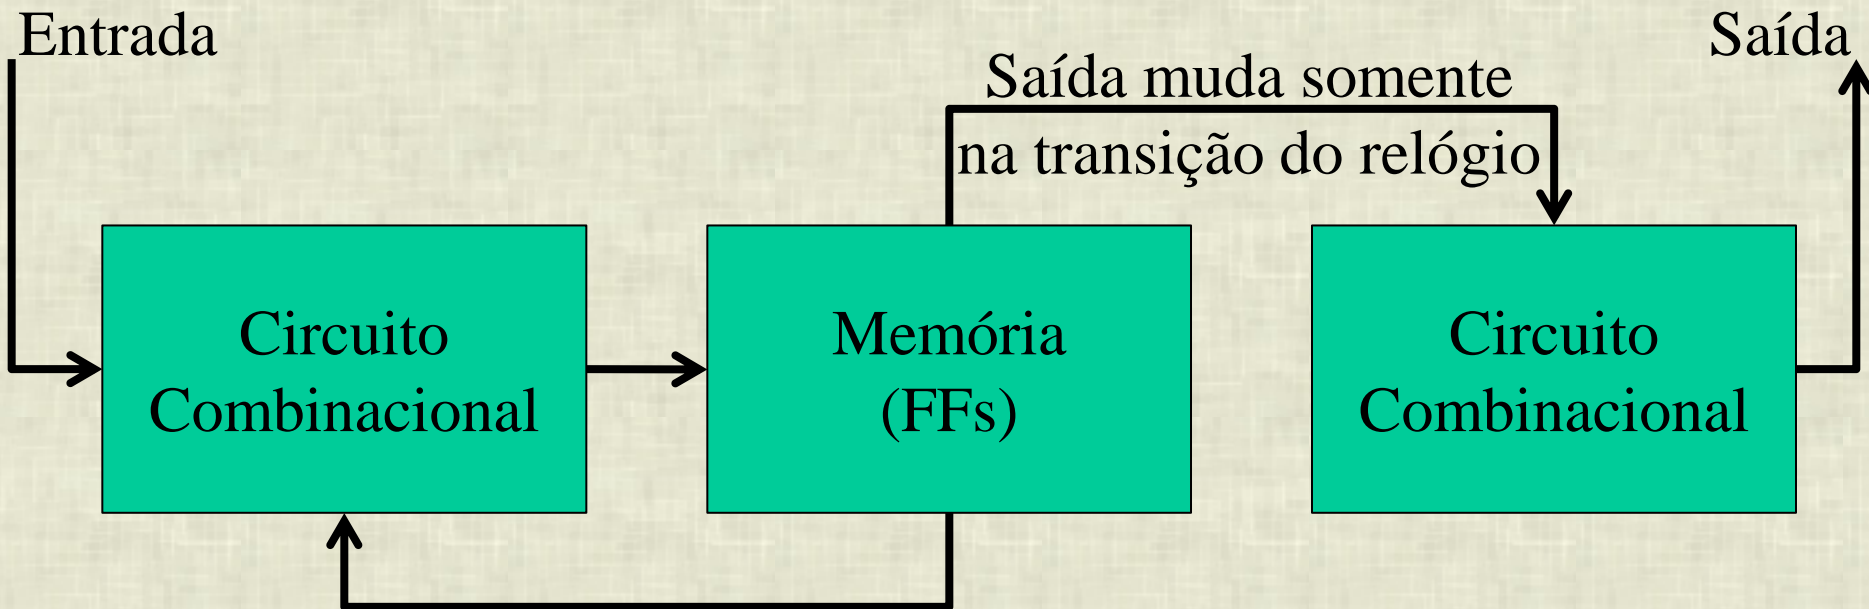 Entrada
Saída
Saída muda somente
na transição do relógio
Circuito
Combinacional
Memória
(FFs)
Circuito
Combinacional